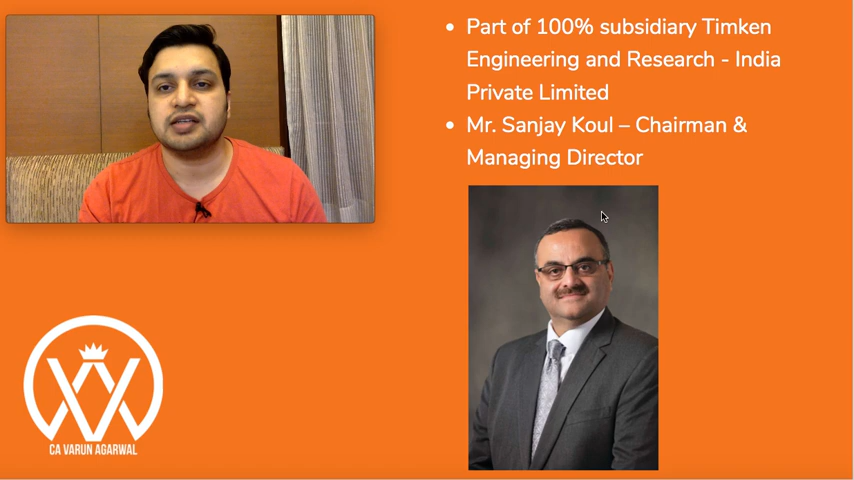 Part of 100% subsidiary Timken
Engineering and Research - India
Private Limited
Mr. Sanjay Koul – Chairman &
Managing Director
CA VARUN AGARWAL